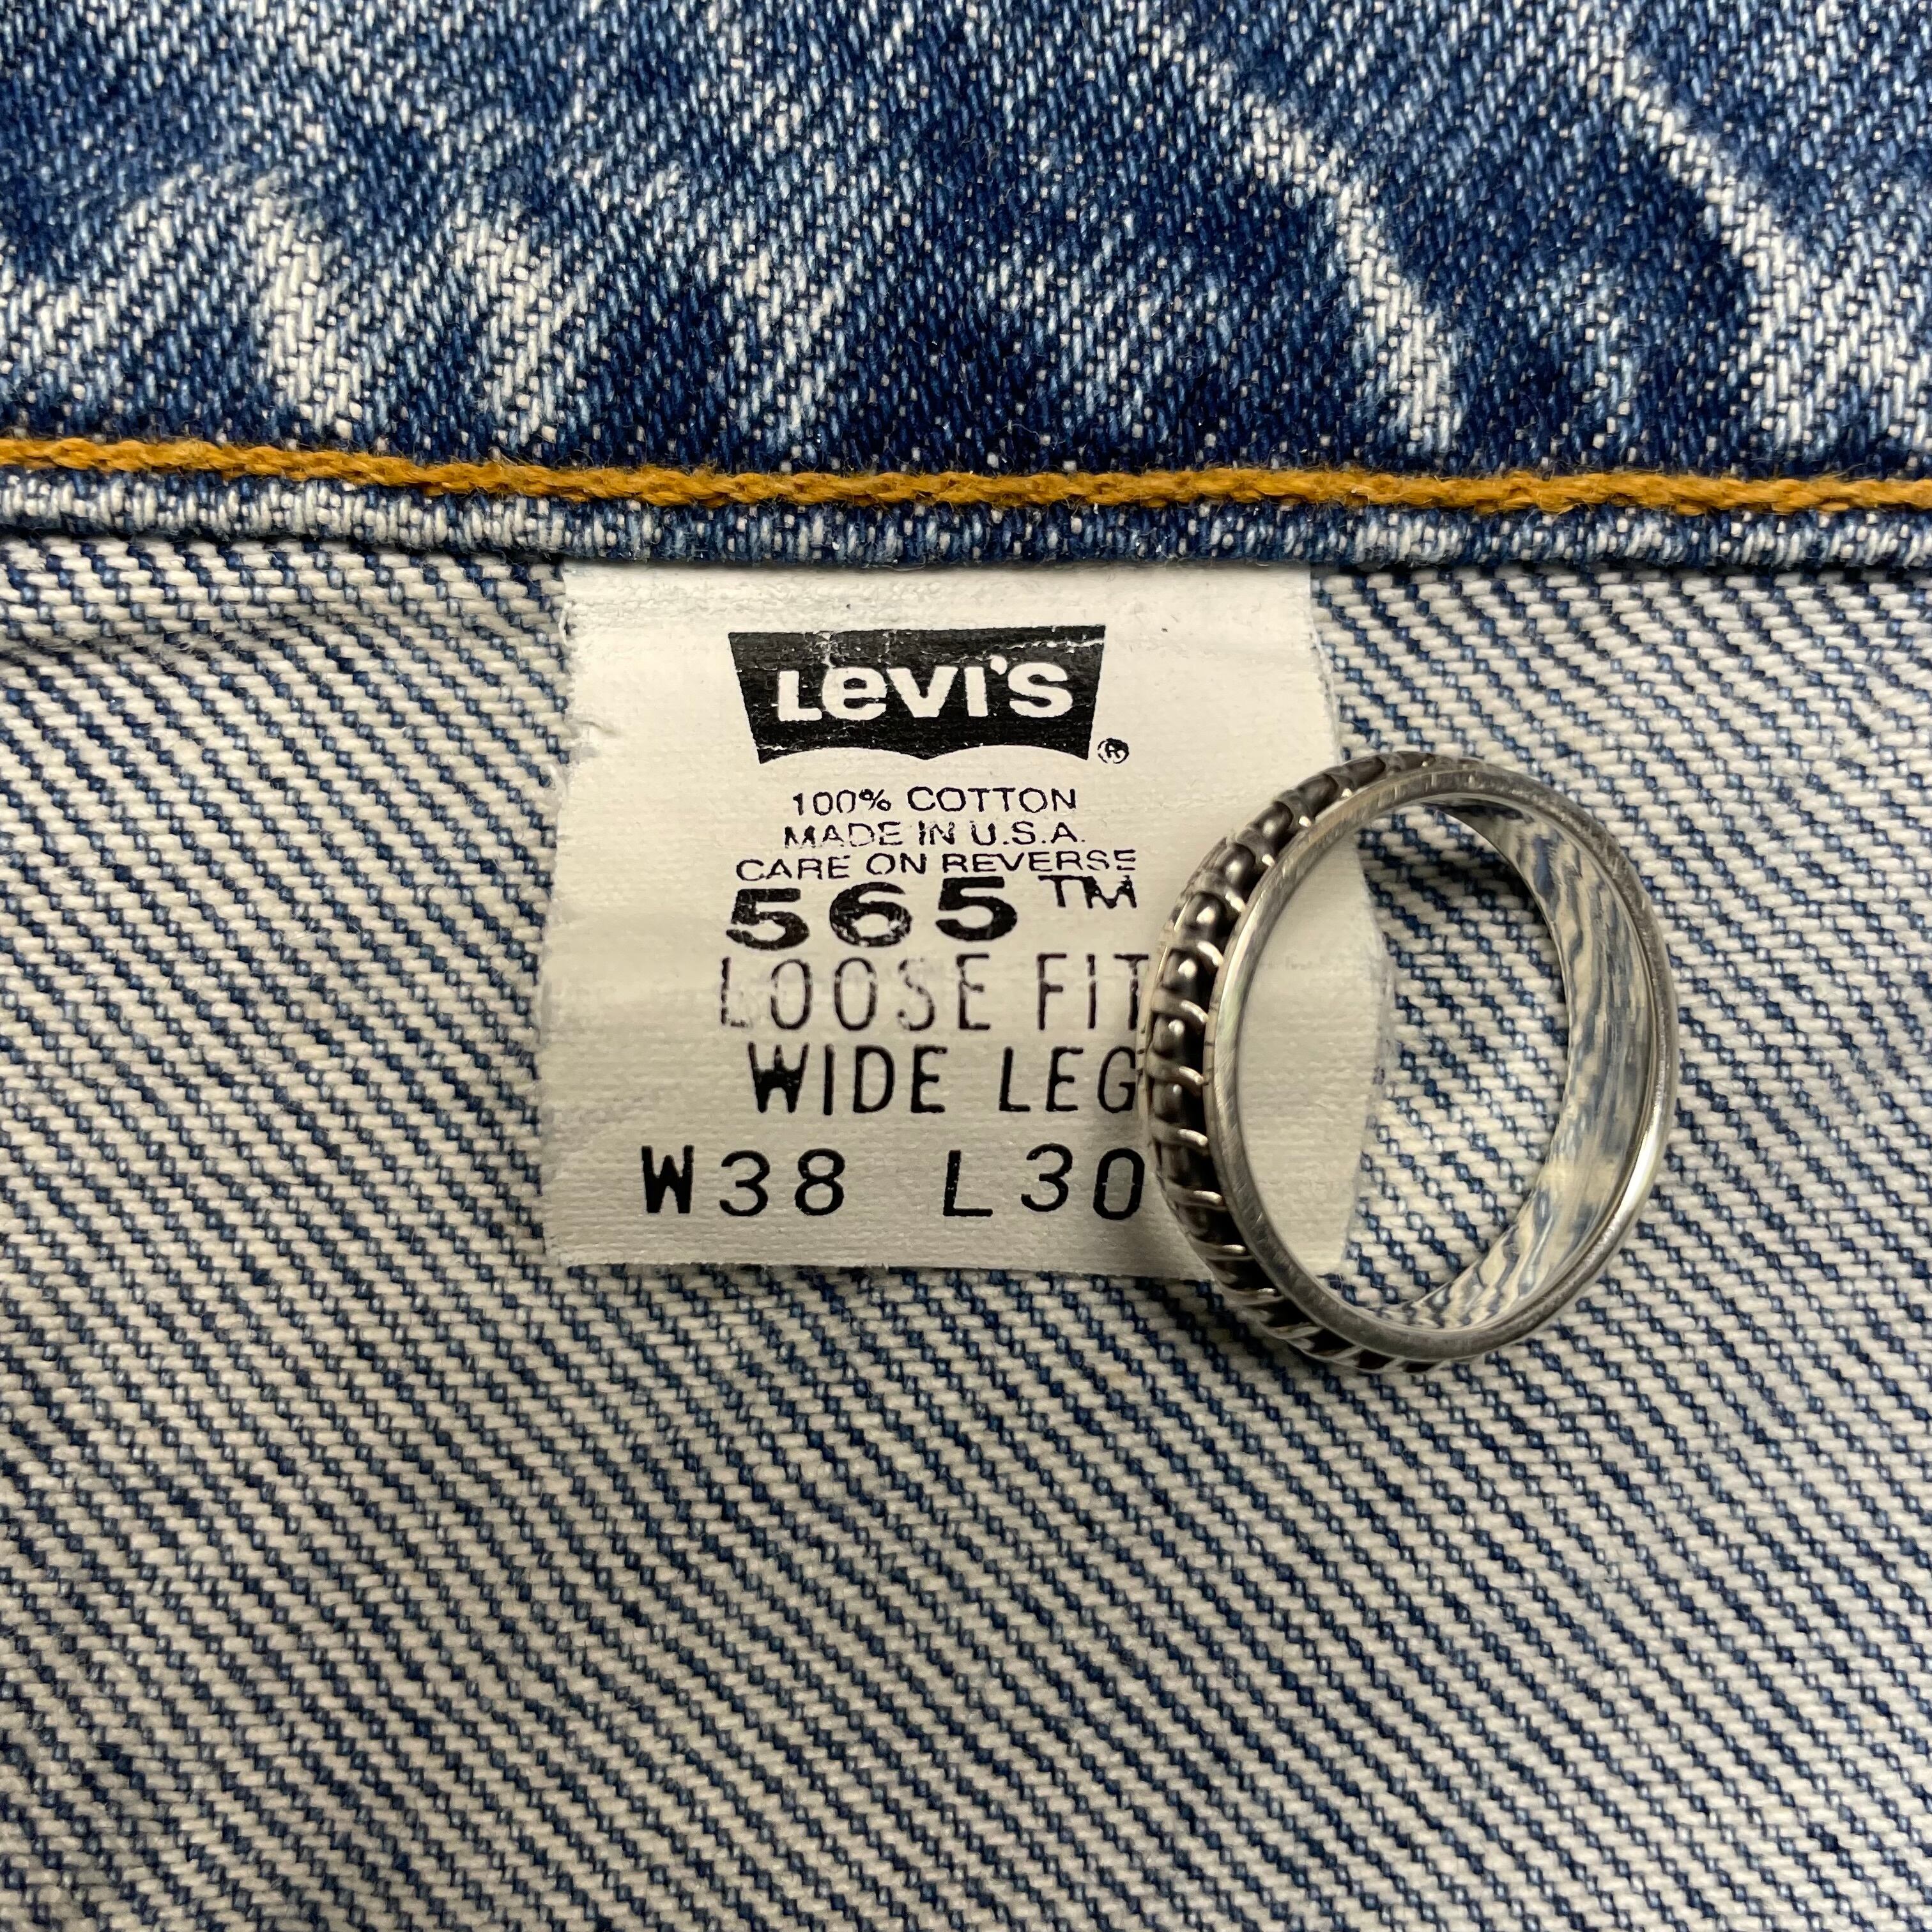 Levi's
®
100% COTTON
MADE IN U.S.A.
CARE ON REVERSE
565™
LOOSE FIT
WIDE LEG
W38 L30